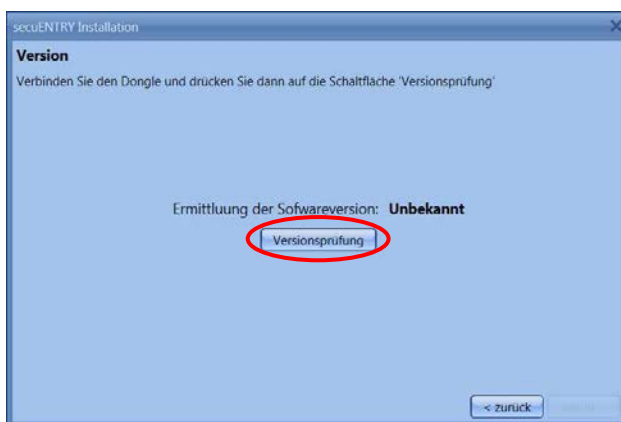 secuENTRY Installation
Version
Verbinden Sie den Dongle und drücken Sie dann auf die Schaltfläche 'Versionsprüfung'
Ermittluung der Sofwareversion: Unbekannt
Versionsprüfung
< zurück